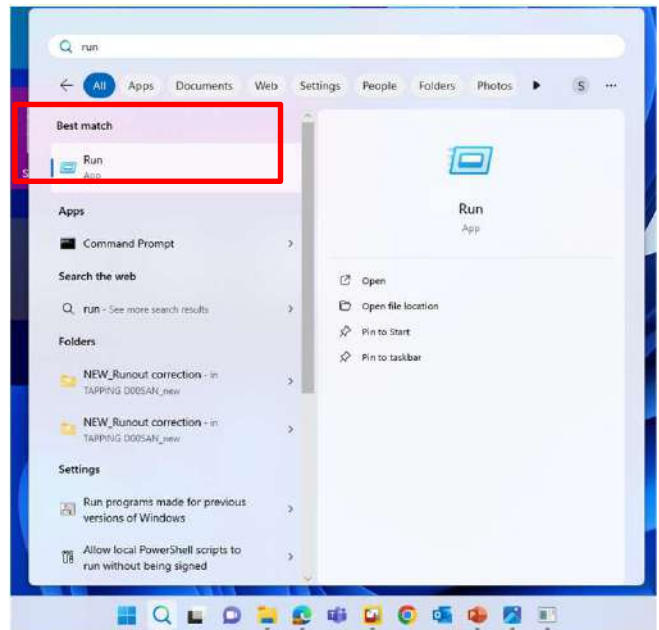 run
All Apps Documents Web Settings People Folders Photos S ...
Best match
Run
App
Run
App
Apps
Command Prompt
Search the web
run - See more search results
Folders
NEW_Runout correction - in
TAPPING D00SAN_new
NEW_Runout correction - in
TAPPING D00SAN_new
Settings
Run programs made for previous
versions of Windows
Allow local PowerShell scripts to
run without being signed
Open
Open file location
Pin to Start
Pin to taskbar